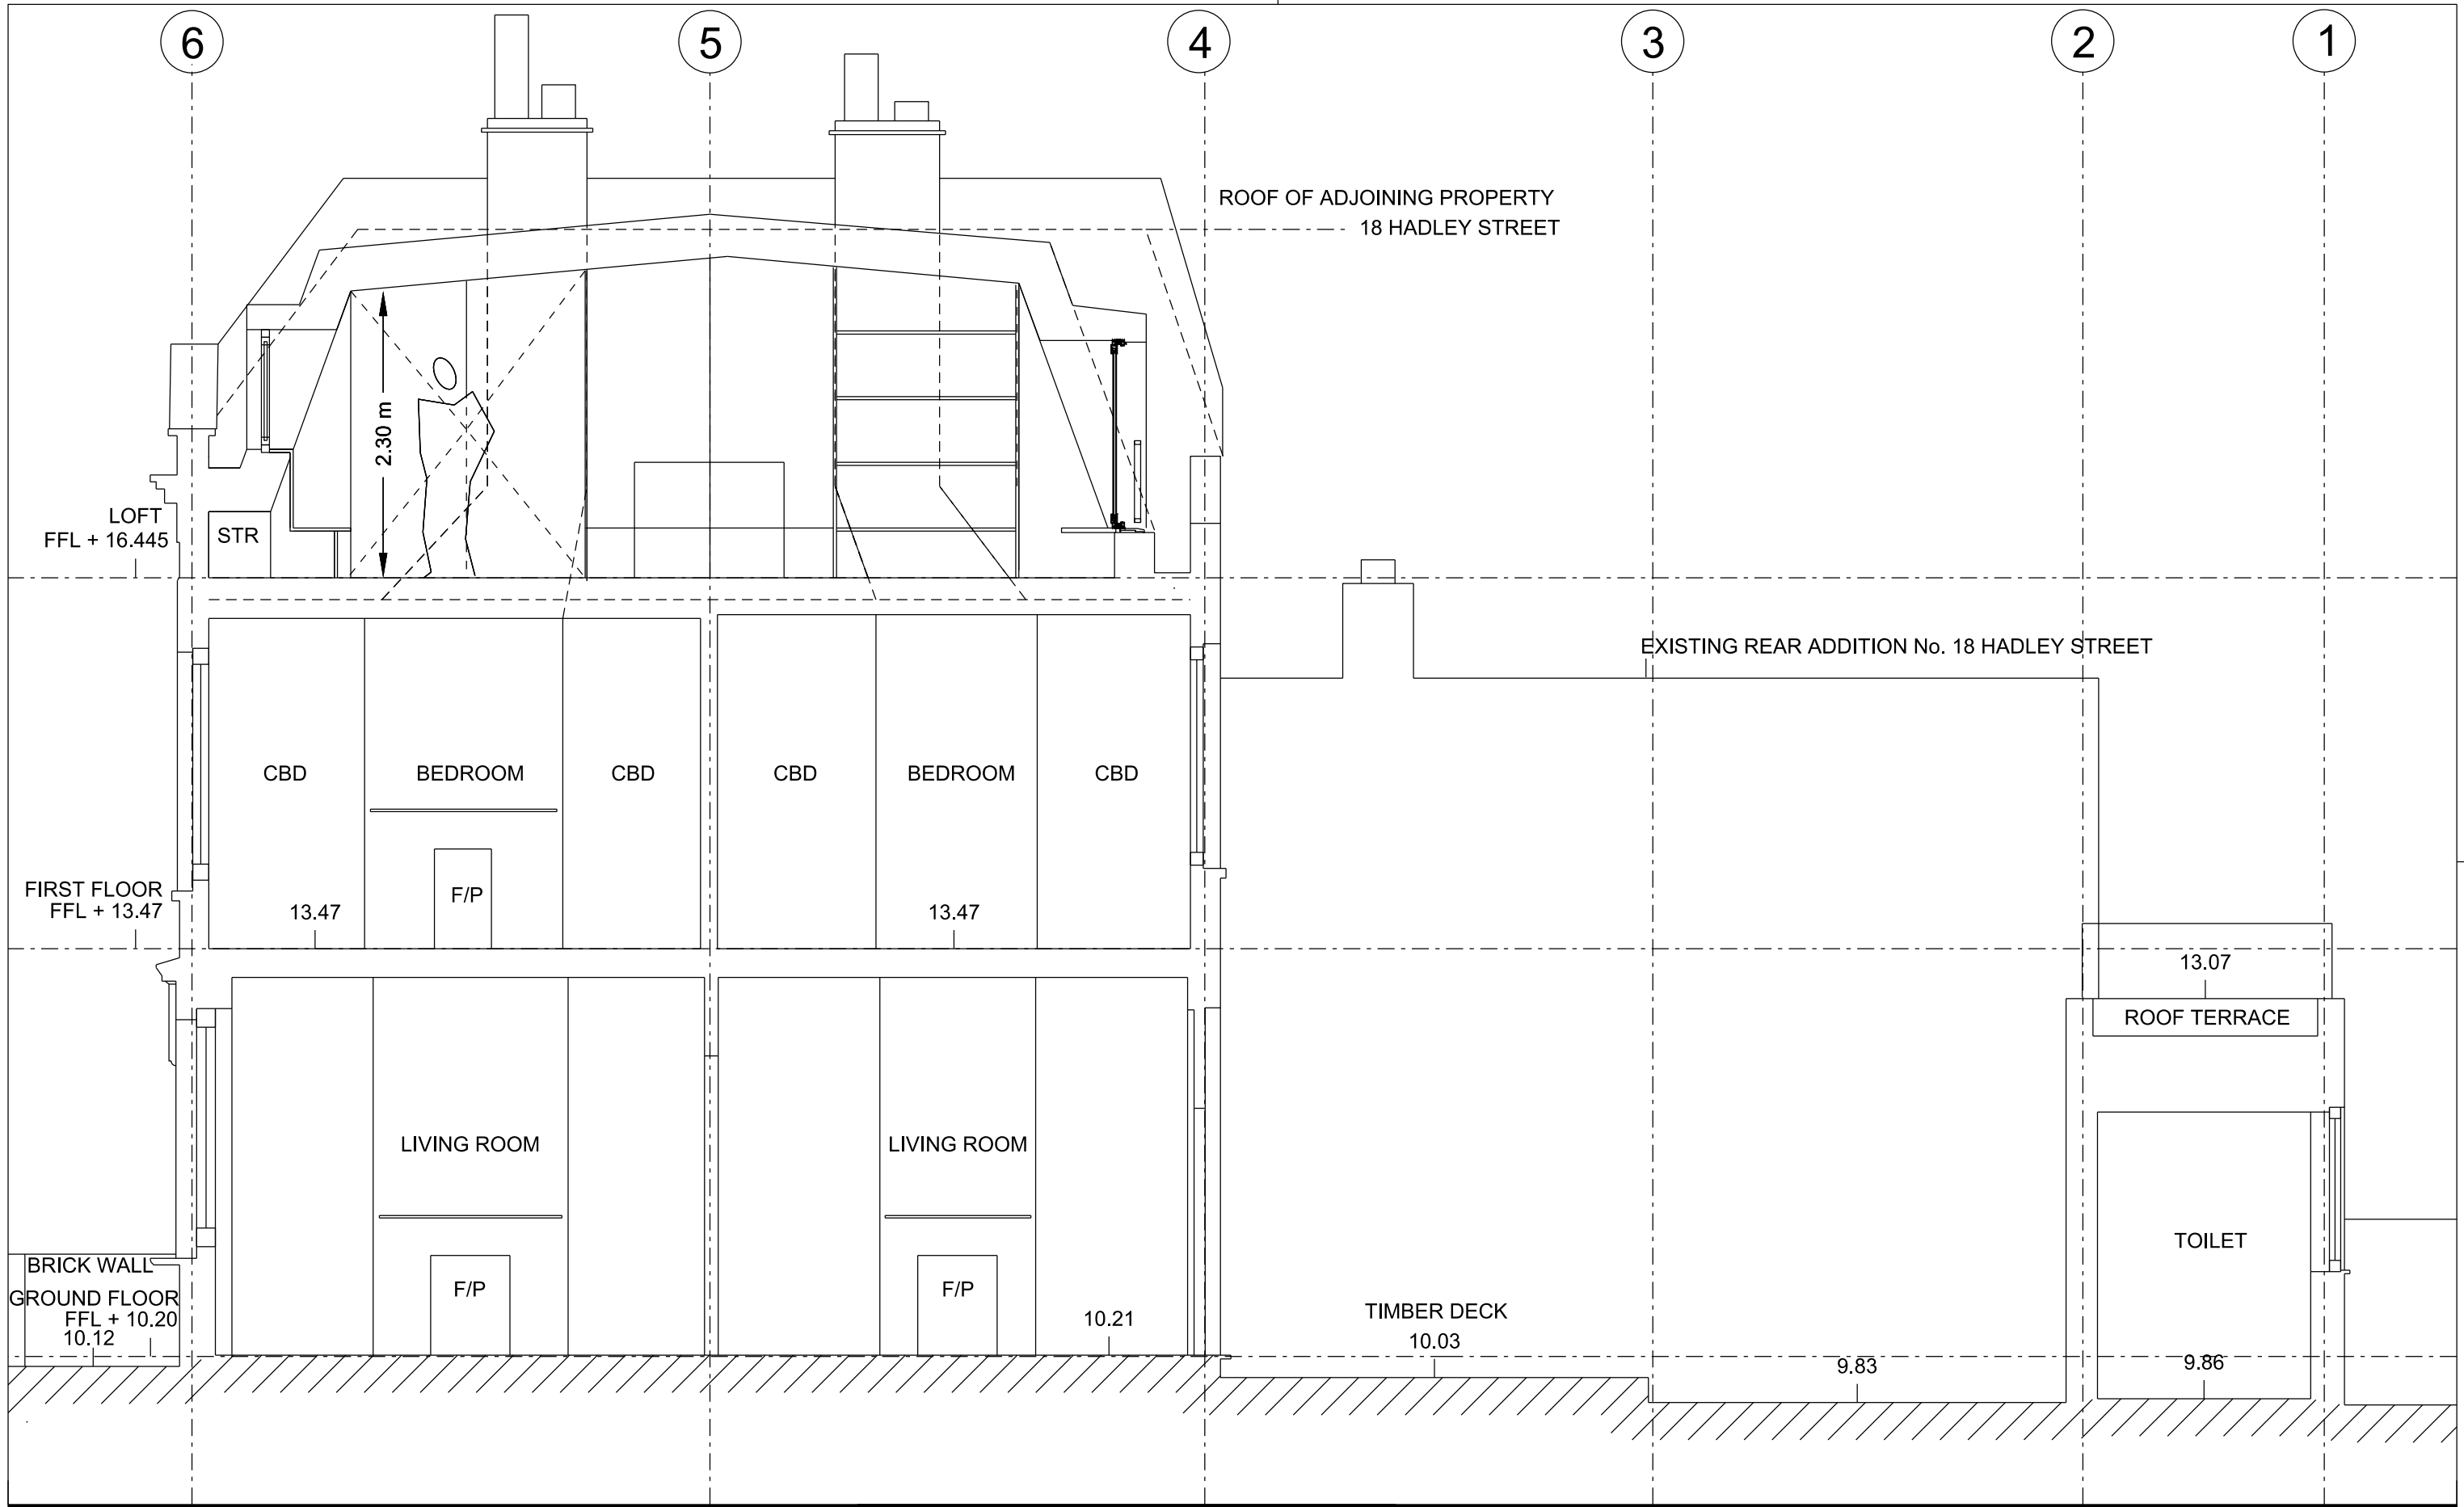 6 5 4 3 2 1
ROOF OF ADJOINING PROPERTY
18 HADLEY STREET
2.30 m
LOFT
FFL + 16.445
STR
EXISTING REAR ADDITION No. 18 HADLEY STREET
CBD BEDROOM CBD CBD BEDROOM CBD
FIRST FLOOR
FFL + 13.47
F/P
13.47 13.47
13.07
ROOF TERRACE
LIVING ROOM LIVING ROOM
TOILET
BRICK WALL
F/P F/P
GROUND FLOOR
FFL + 10.20
10.12
10.21
TIMBER DECK
10.03
9.83
9.86